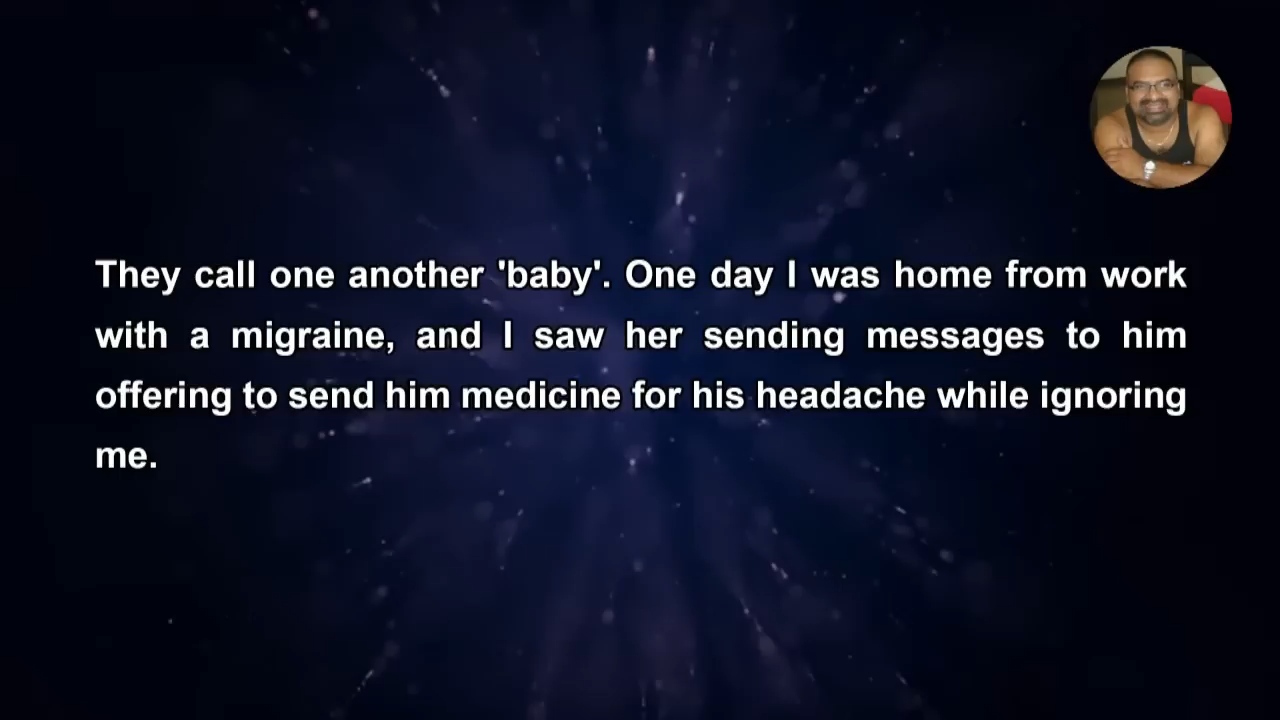 They call one another 'baby'. One day I was home from work
with a migraine, and I saw her sending messages to him
offering to send him medicine for his headache while ignoring
me.